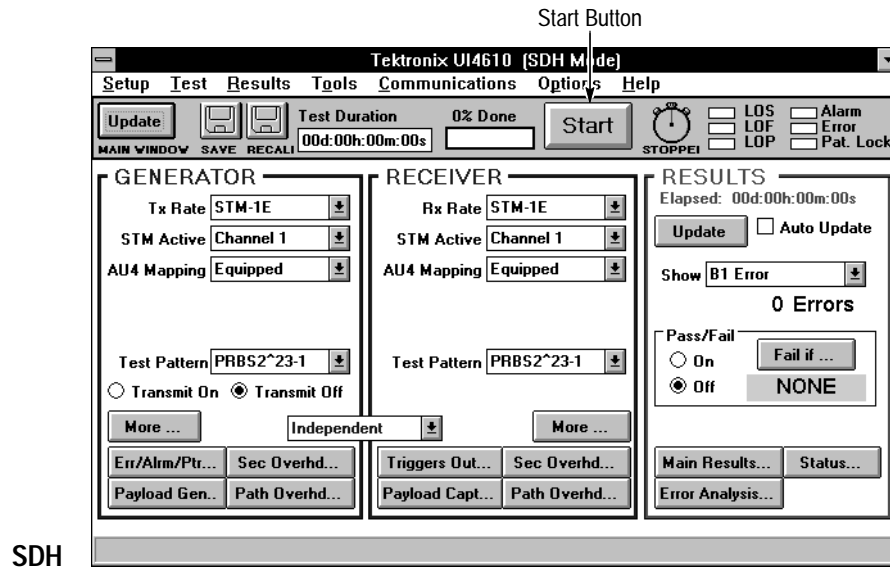 Start Button
Tektronix UI4610 (SDH Mode)
Setup Test Results Tools Communications Options Help
Update
MAIN WINDOW
SAVE RECALL
Test Duration
00d:00h:00m:00s
0% Done
Start
STOPPEI
LOS
LOF
LOP
Alarm
Error
Pat. Lock
GENERATOR
Tx Rate STM-1E
STM Active Channel 1
AU4 Mapping Equipped
Test Pattern PRBS2^23-1
Transmit On Transmit Off
More ...
Independent
Err/Alrm/Ptr... Sec Overhd...
Payload Gen.. Path Overhd...
RECEIVER
Rx Rate STM-1E
STM Active Channel 1
AU4 Mapping Equipped
Test Pattern PRBS2^23-1
More ...
Triggers Out... Sec Overhd...
Payload Capt... Path Overhd...
RESULTS
Elapsed: 00d:00h:00m:00s
Update Auto Update
Show B1 Error
0 Errors
Pass/Fail
On
Off
Fail if ...
NONE
Main Results... Status...
Error Analysis...
SDH